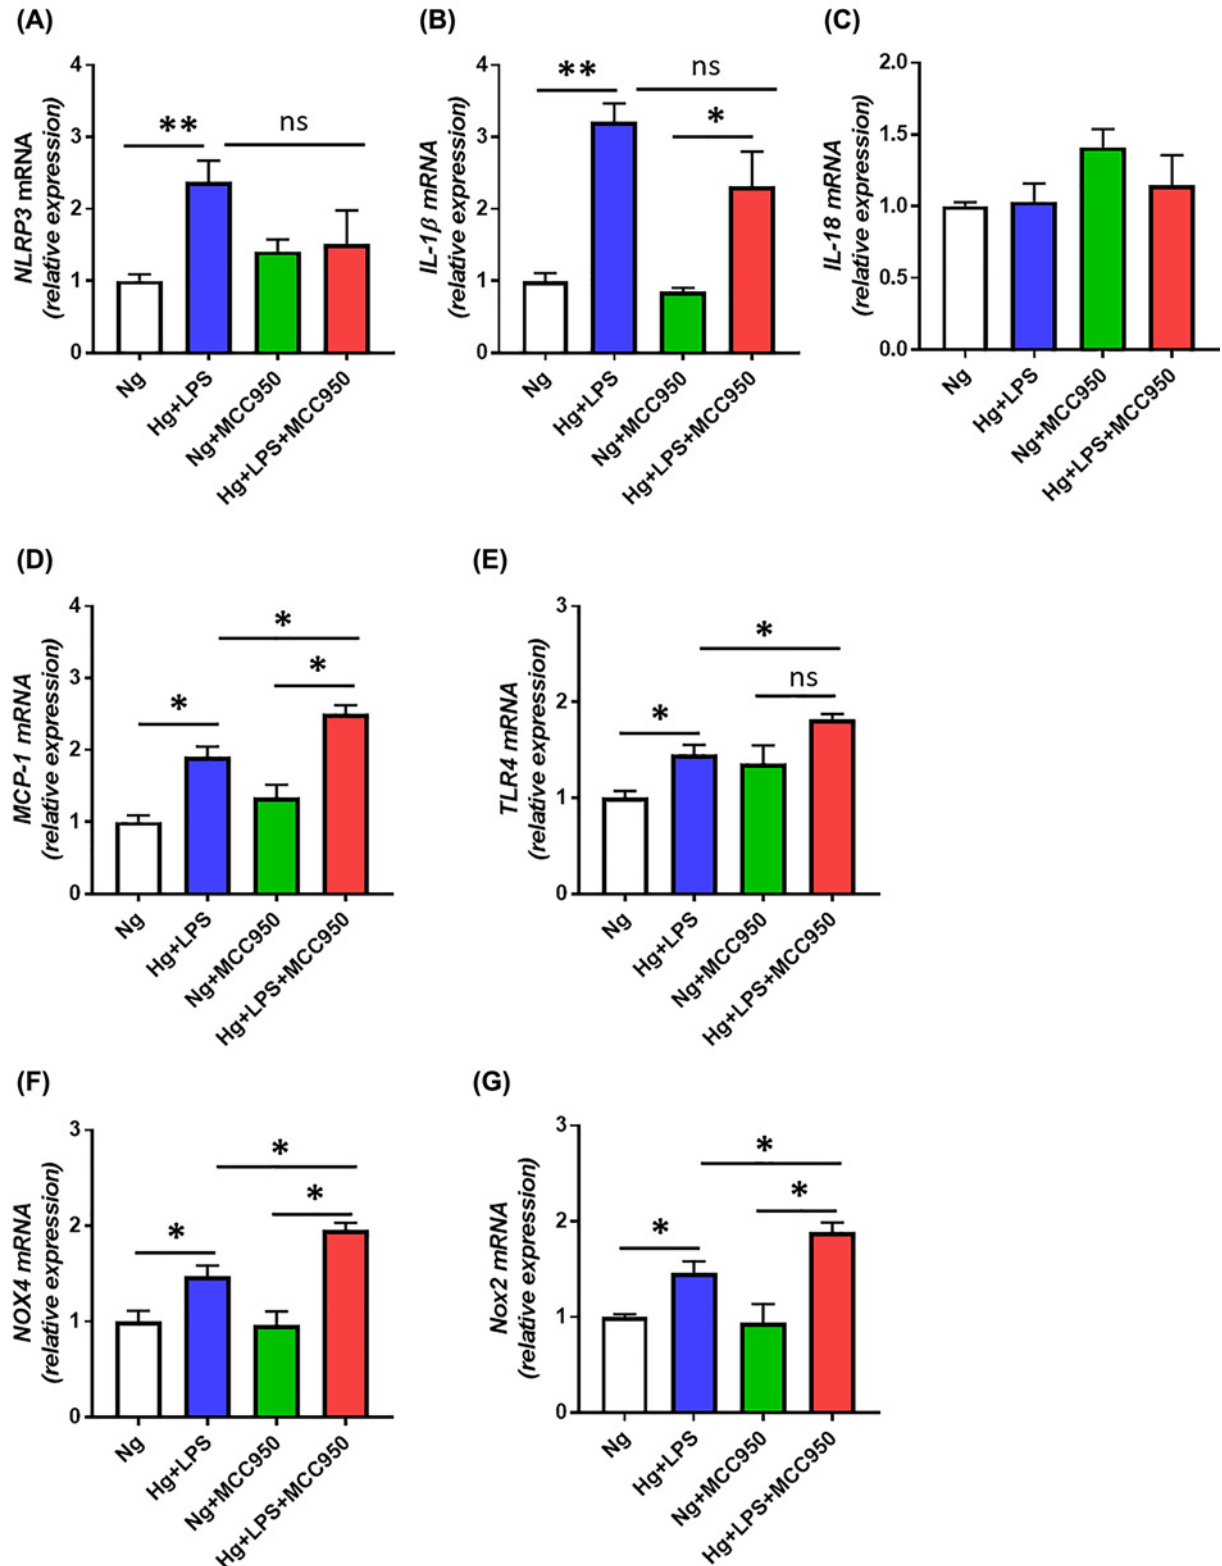 (A)
NLRP3 mRNA
(relative expression)
4
3
2
1
0
**
ns
Ng
Hg+LPS
Ng+MCC950
Hg+LPS+MCC950
(B)
IL-1β mRNA
(relative expression)
4
3
2
1
0
**
ns
*
Ng
Hg+LPS
Ng+MCC950
Hg+LPS+MCC950
(C)
IL-18 mRNA
(relative expression)
2.0
1.5
1.0
0.5
0.0
Ng
Hg+LPS
Ng+MCC950
Hg+LPS+MCC950
(D)
MCP-1 mRNA
(relative expression)
4
3
2
1
0
*
*
*
Ng
Hg+LPS
Ng+MCC950
Hg+LPS+MCC950
(E)
TLR4 mRNA
(relative expression)
3
2
1
0
*
*
ns
Ng
Hg+LPS
Ng+MCC950
Hg+LPS+MCC950
(F)
NOX4 mRNA
(relative expression)
3
2
1
0
*
*
*
Ng
Hg+LPS
Ng+MCC950
Hg+LPS+MCC950
(G)
Nox2 mRNA
(relative expression)
3
2
1
0
*
*
*
Ng
Hg+LPS
Ng+MCC950
Hg+LPS+MCC950